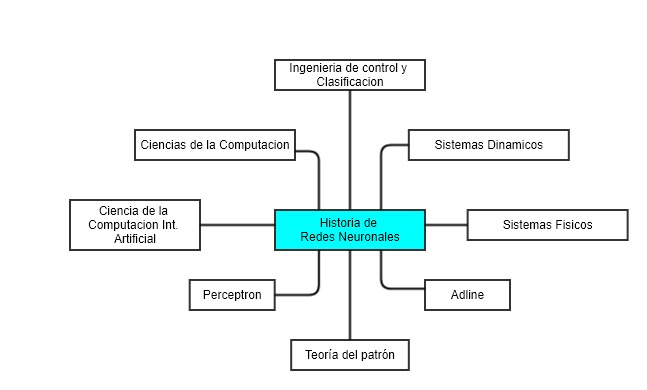 Ingenieria de control y
Clasificacion
Ciencias de la Computacion
Sistemas Dinamicos
Ciencia de la
Computacion Int.
Artificial
Historia de
Redes Neuronales
Sistemas Fisicos
Perceptron
Adline
Teoría del patrón